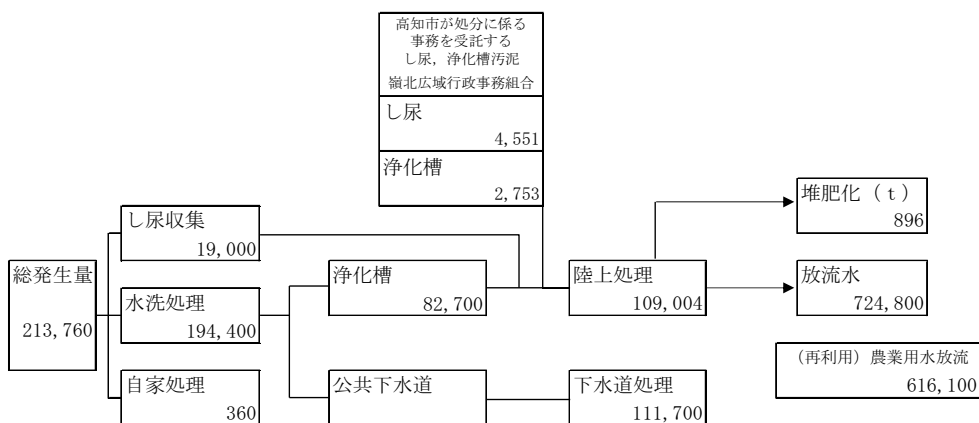 高知市が処分に係る
事務を受託する
し尿，浄化槽汚泥
嶺北広域行政事務組合
し尿
4,551
浄化槽
2,753
堆肥化（ｔ）
896
し尿収集
19,000
総発生量
213,760
浄化槽
82,700
陸上処理
109,004
放流水
724,800
水洗処理
194,400
（再利用）農業用水放流
616,100
自家処理
360
公共下水道
下水道処理
111,700